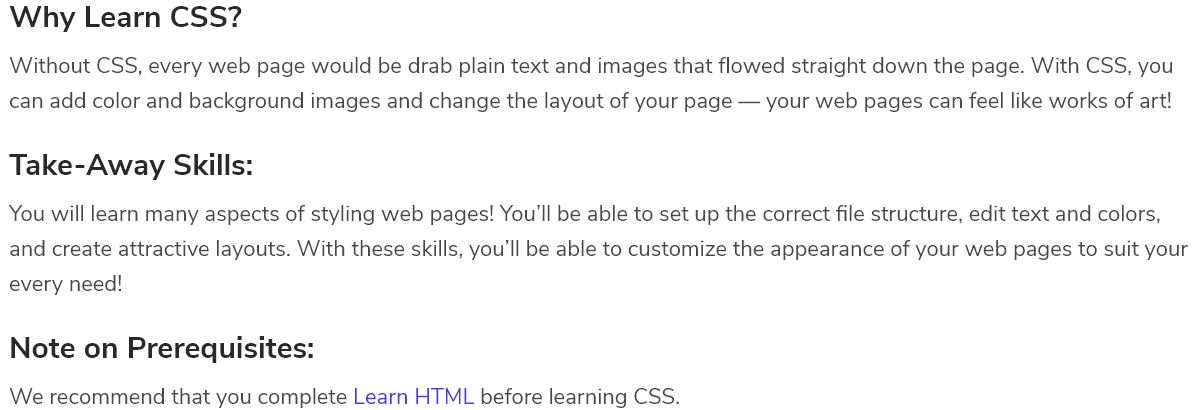 Why Learn CSS?
Without CSS, every web page would be drab plain text and images that flowed straight down the page. With CSS, you
can add color and background images and change the layout of your page — your web pages can feel like works of art!
Take-Away Skills:
You will learn many aspects of styling web pages! You’ll be able to set up the correct file structure, edit text and colors,
and create attractive layouts. With these skills, you’ll be able to customize the appearance of your web pages to suit your
every need!
Note on Prerequisites:
We recommend that you complete Learn HTML before learning CSS.